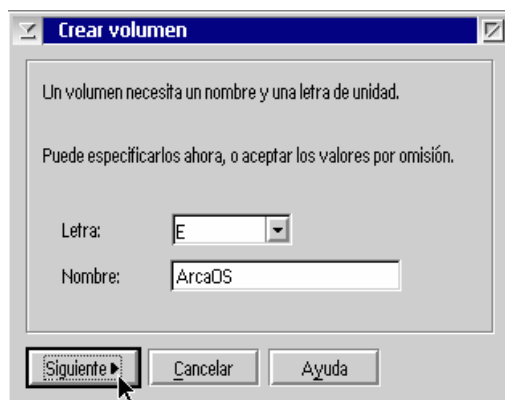 Crear volumen
Un volumen necesita un nombre y una letra de unidad.
Puede especificarlos ahora, o aceptar los valores por omisión.
Letra: E
Nombre: ArcaOS
Siguiente Cancelar Ayuda